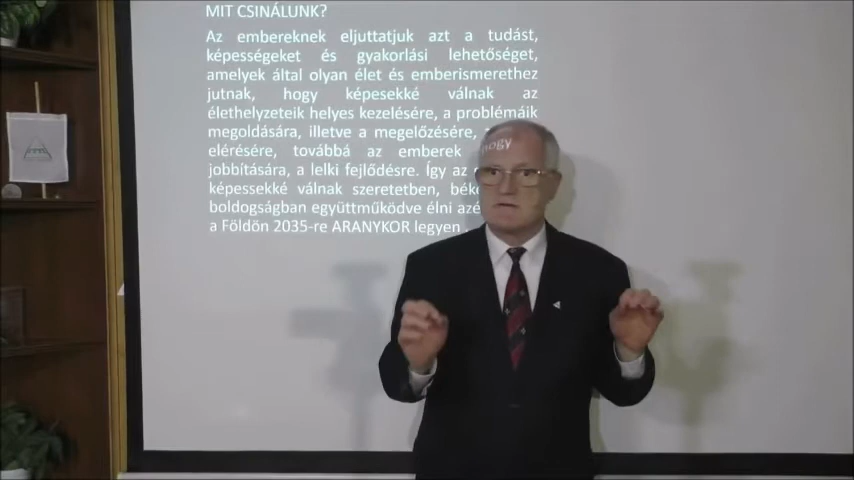 MIT CSINÁLUNK?
Az embereknek eljuttatjuk azt a tudást,
képességeket és gyakorlási lehetőséget,
amelyek által olyan élet és emberismerethez
jutnak, hogy képesekké válnak az
élethelyzeteik helyes kezelésére, a problémáik
megoldására, illetve a megelőzésére, hogy
elérésére, továbbá az emberek
jobbítására, a lelki fejlődésre. Így az
képessekké válnak szeretetben,
boldogságban együttműködve élni
a Földön 2035-re ARANYKOR legyen .